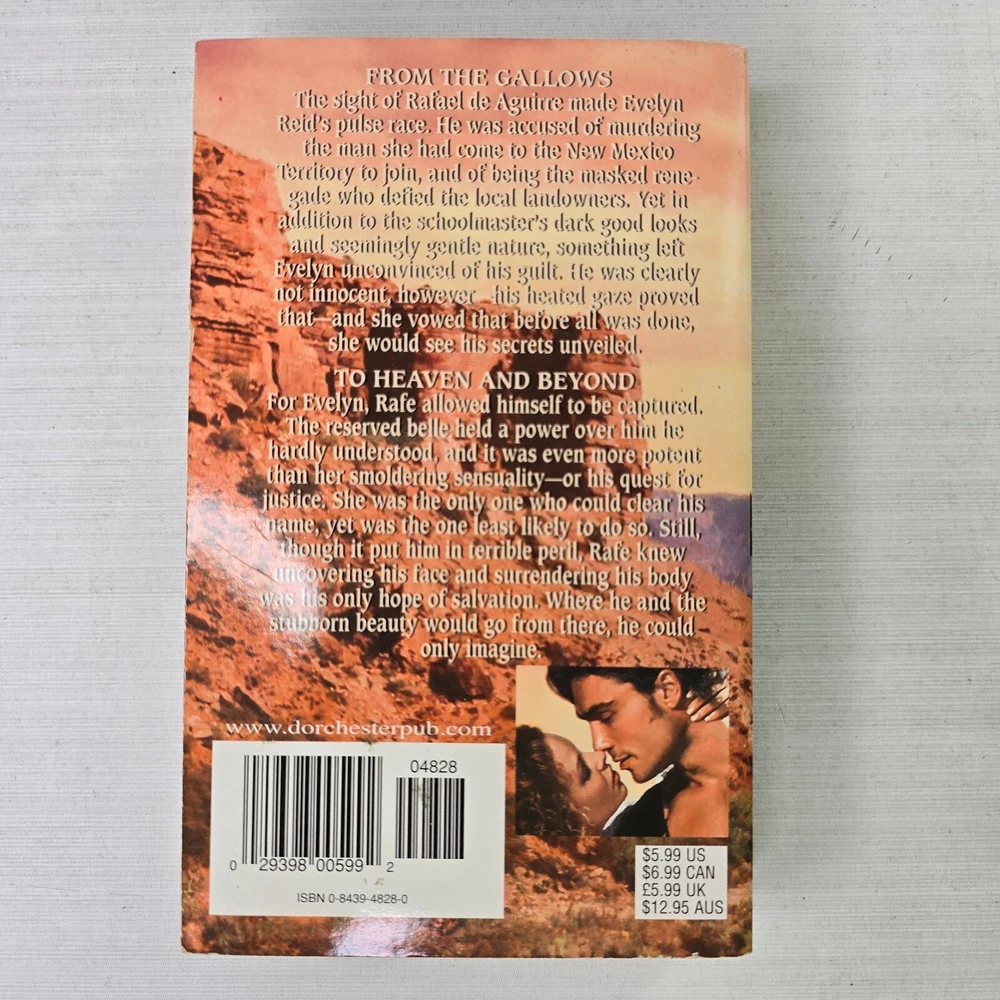 FROM THE GALLOWS
The sight of Rafael de Aguirre made Evelyn
Reid's pulse race. He was accused of murdering
the man she had come to the New Mexico
Territory to join, and of being the masked rene-
gade who defied the local landowners. Yet in
addition to the schoolmaster's dark good looks
and seemingly gentle nature, something left
Evelyn unconvinced of his guilt. He was clearly
not innocent, however—his heated gaze proved
that—and she vowed that before all was done,
she would see his secrets unveiled.
TO HEAVEN AND BEYOND
For Evelyn, Rafe allowed himself to be captured.
The reserved belle held a power over him he
hardly understood, and it was even more potent
than her smoldering sensuality—or his quest for
justice. She was the only one who could clear his
name, yet was the one least likely to do so. Still,
though it put him in terrible peril, Rafe knew
uncovering his face and surrendering his body
was his only hope of salvation. Where he and the
stubborn beauty would go from there, he could
only imagine.
www.dorchesterpub.com
04828
0 29398 00599 2
ISBN 0-8439-4828-0
$5.99 US
$6.99 CAN
£5.99 UK
$12.95 AUS